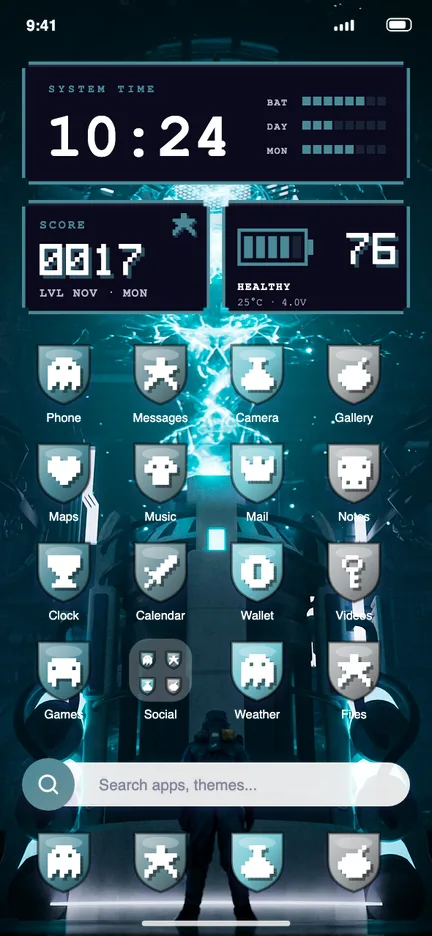 9:41
SYSTEM TIME
10:24
BAT
DAY
MON
SCORE
0017
LVL NOV · MON
76
HEALTHY
25°C · 4.0V
Phone Messages Camera Gallery
Maps Music Mail Notes
Clock Calendar Wallet Videos
Games Social Weather Files
Search apps, themes...